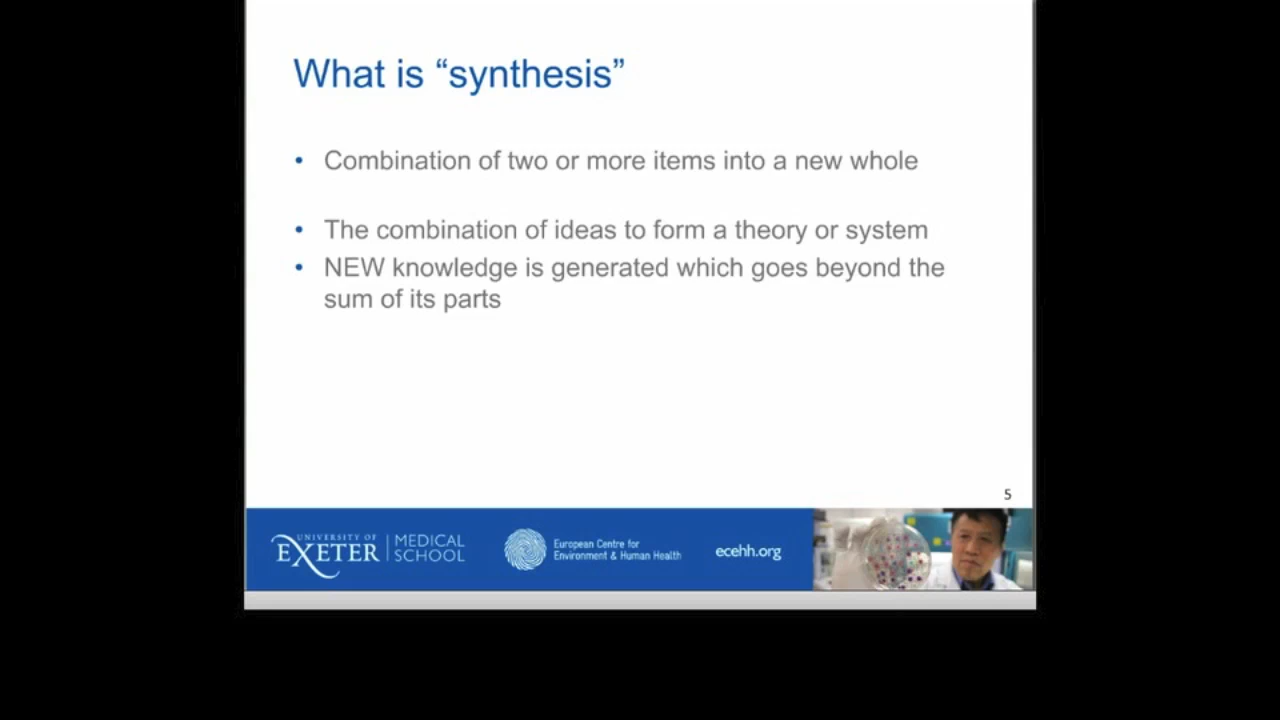 What is “synthesis”
• Combination of two or more items into a new whole
• The combination of ideas to form a theory or system
• NEW knowledge is generated which goes beyond the
sum of its parts
5
UNIVERSITY OF
EXETER
MEDICAL
SCHOOL
European Centre for
Environment & Human Health
ecehh.org